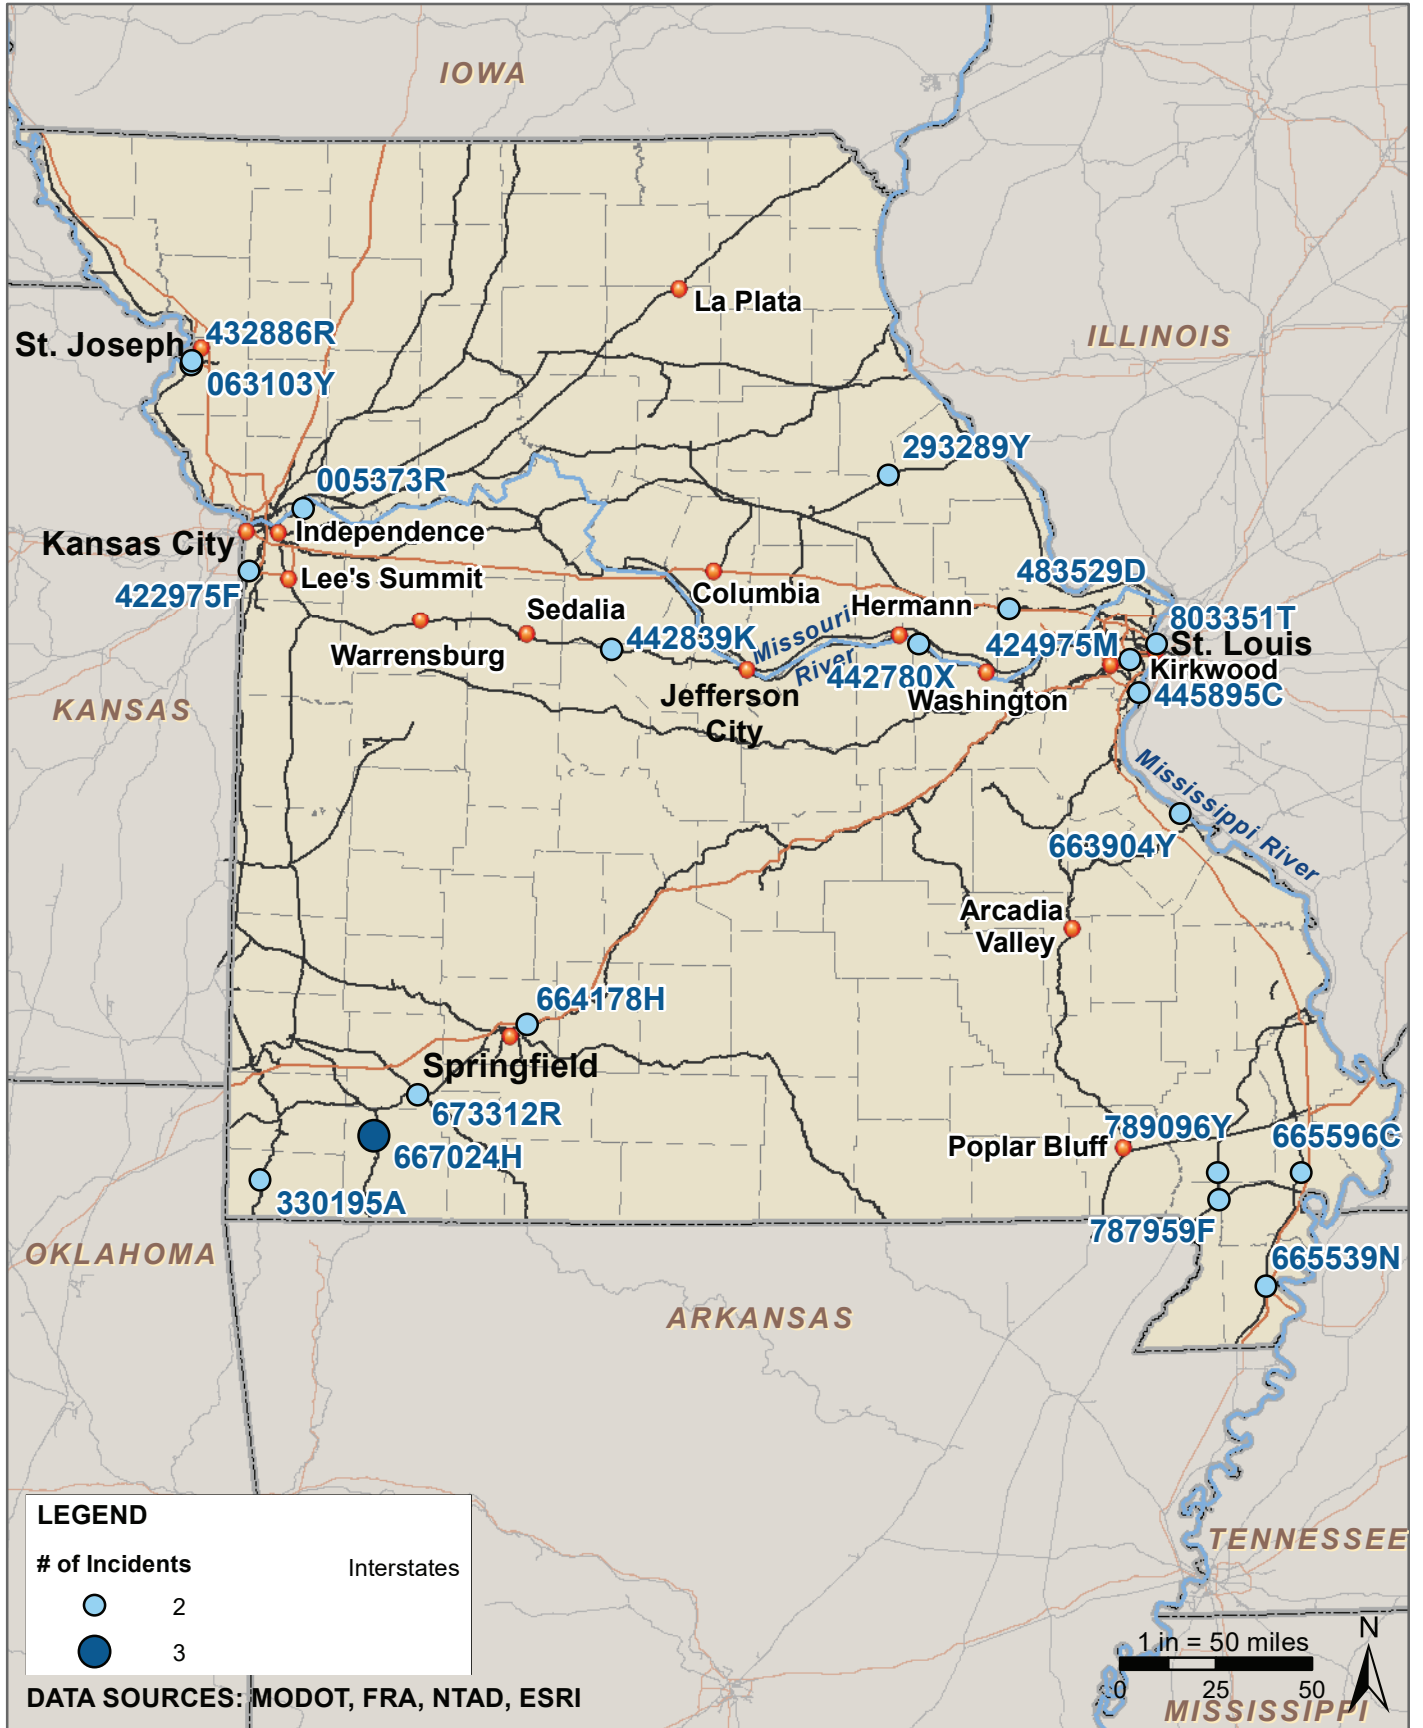 IOWA
La Plata
ILLINOIS
432886R
St. Joseph
063103Y
293289Y
005373R
Independence
Kansas City
Lee's Summit
422975F
483529D
Columbia
Hermann
Sedalia
803351T
Missouri
River
442839K
St. Louis
424975M
Warrensburg
Kirkwood
442780X
Washington
445895C
KANSAS
Jefferson
City
Mississippi River
663904Y
Arcadia
Valley
664178H
Springfield
673312R
789096Y
665596C
Poplar Bluff
667024H
330195A
787959F
OKLAHOMA
665539N
ARKANSAS
LEGEND
# of Incidents
Interstates
2
3
TENNESSEE
N
1 in = 50 miles
0 25 50
DATA SOURCES: MODOT, FRA, NTAD, ESRI
MISSISSIPPI